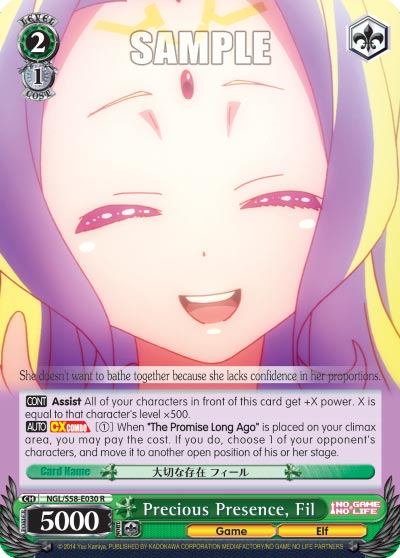 LEVEL
2
1
COST
SAMPLE
She doesn't want to bathe together because she lacks confidence in her proportions.
CONT Assist All of your characters in front of this card get +X power. X is
equal to that character's level ×500.
AUTO CX COMBO [①] When "The Promise Long Ago" is placed on your climax
area, you may pay the cost. If you do, choose 1 of your opponent's
characters, and move it to another open position of his or her stage.
Card Name 大切な存在 フィール
CH NGL/S58-E030 R
POWER 5000 Precious Presence, Fil NO GAME NO LIFE
Game Elf
© 2014 Yuu Kamiya, PUBLISHED BY KADOKAWA CORPORATION MEDIAFACTORY/NO GAME NO LIFE PARTNERS